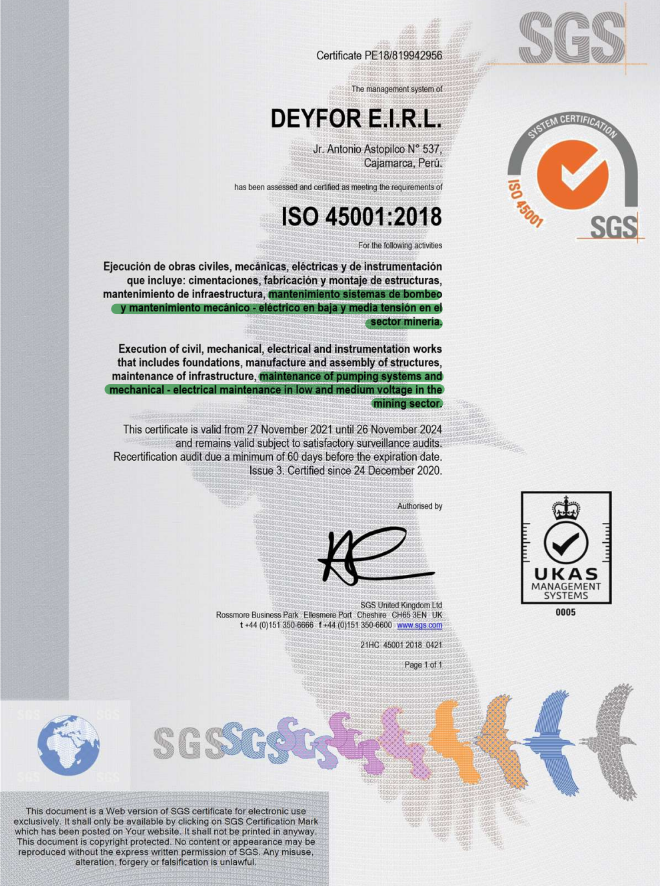 SGS
Certificate PE18/819942956
The management system of
DEYFOR E.I.R.L.
Jr. Antonio Astopilco N° 537,
Cajamarca, Perú.
has been assessed and certified as meeting the requirements of
ISO 45001:2018
For the following activities
SYSTEM CERTIFICATION
ISO 45001
SGS
Ejecución de obras civiles, mecánicas, eléctricas y de instrumentación
que incluye: cimentaciones, fabricación y montaje de estructuras,
mantenimiento de infraestructura, mantenimiento sistemas de bombeo
y mantenimiento mecánico - eléctrico en baja y media tensión en el
sector minería.
Execution of civil, mechanical, electrical and instrumentation works
that includes foundations, manufacture and assembly of structures,
maintenance of infrastructure, maintenance of pumping systems and
mechanical - electrical maintenance in low and medium voltage in the
mining sector.
This certificate is valid from 27 November 2021 until 26 November 2024
and remains valid subject to satisfactory surveillance audits.
Recertification audit due a minimum of 60 days before the expiration date.
Issue 3. Certified since 24 December 2020.
Authorised by
SGS United Kingdom Ltd
Rossmore Business Park Ellesmere Port Cheshire CH65 3EN UK
t +44 (0)151 350-6666 f +44 (0)151 350-6600 www.sgs.com
21HC 45001 2018 0421
Page 1 of 1
UKAS
MANAGEMENT
SYSTEMS
0005
SGS SGS
SGS SGS
SGS SGS SGS
This document is a Web version of SGS certificate for electronic use
exclusively. It shall only be available by clicking on SGS Certification Mark
which has been posted on Your website. It shall not be printed in anyway.
This document is copyright protected. No content or appearance may be
reproduced without the express written permission of SGS. Any misuse,
alteration, forgery or falsification is unlawful.